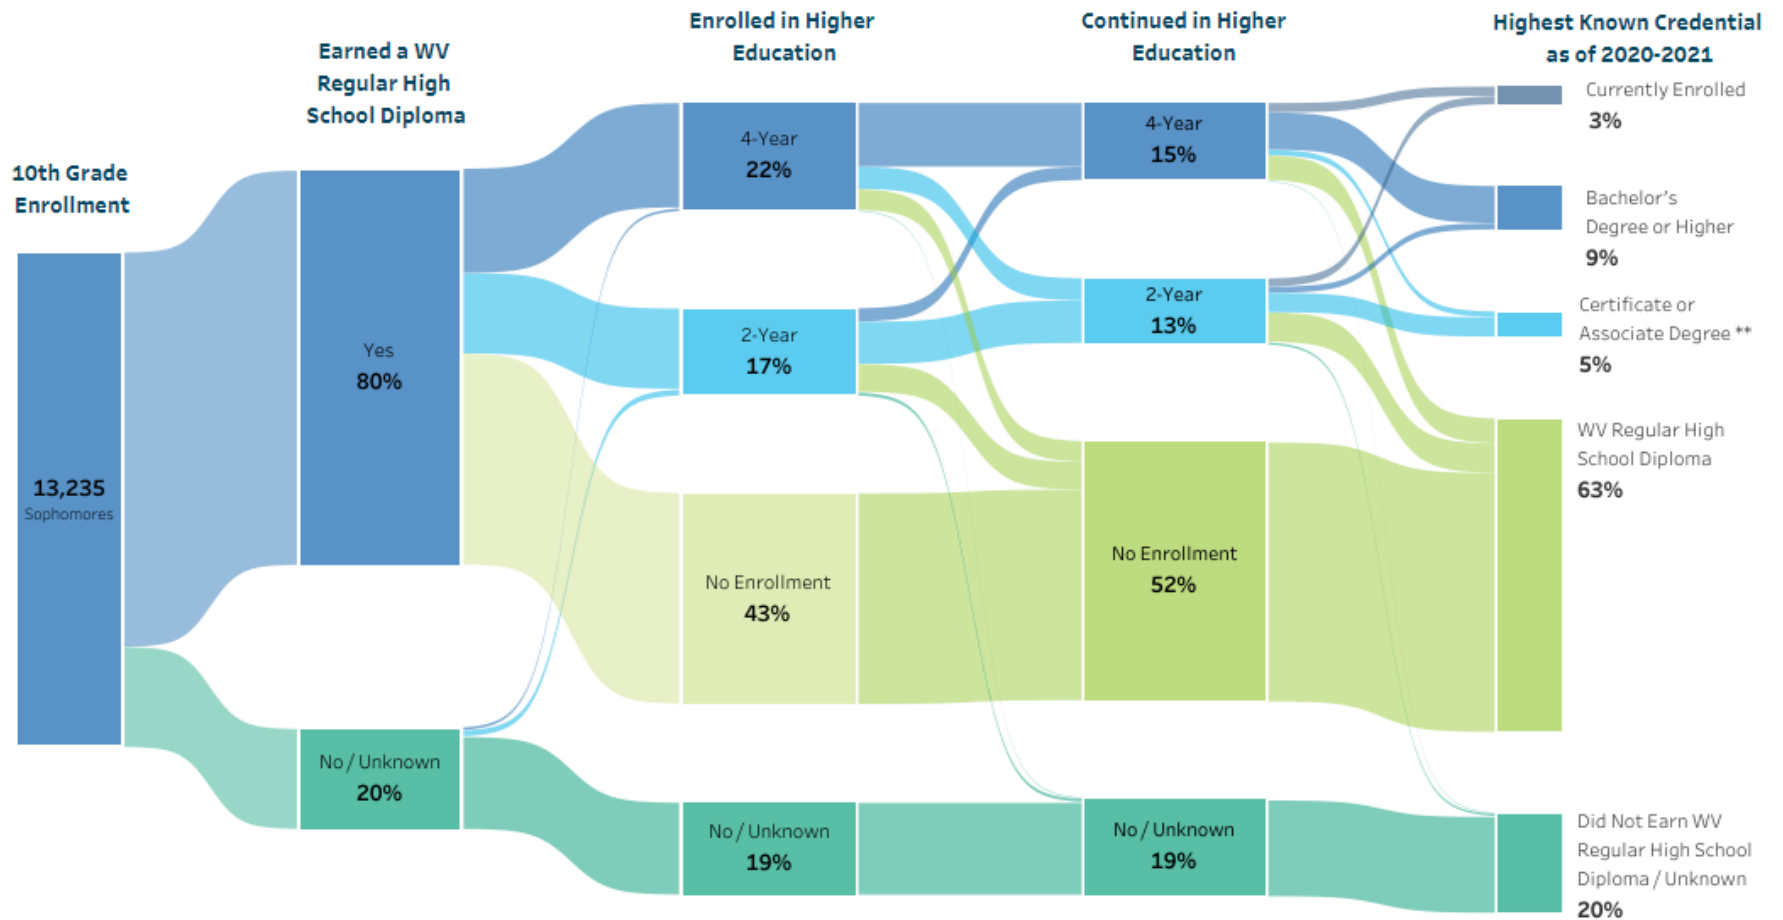 10th Grade
Enrollment
13,235
Sophomores
Earned a WV
Regular High
School Diploma
Yes
80%
No / Unknown
20%
Enrolled in Higher
Education
4-Year
22%
2-Year
17%
No Enrollment
43%
No / Unknown
19%
Continued in Higher
Education
4-Year
15%
2-Year
13%
No Enrollment
52%
No / Unknown
19%
Highest Known Credential
as of 2020-2021
Currently Enrolled
3%
Bachelor's
Degree or Higher
9%
Certificate or
Associate Degree **
5%
WV Regular High
School Diploma
63%
Did Not Earn WV
Regular High School
Diploma / Unknown
20%